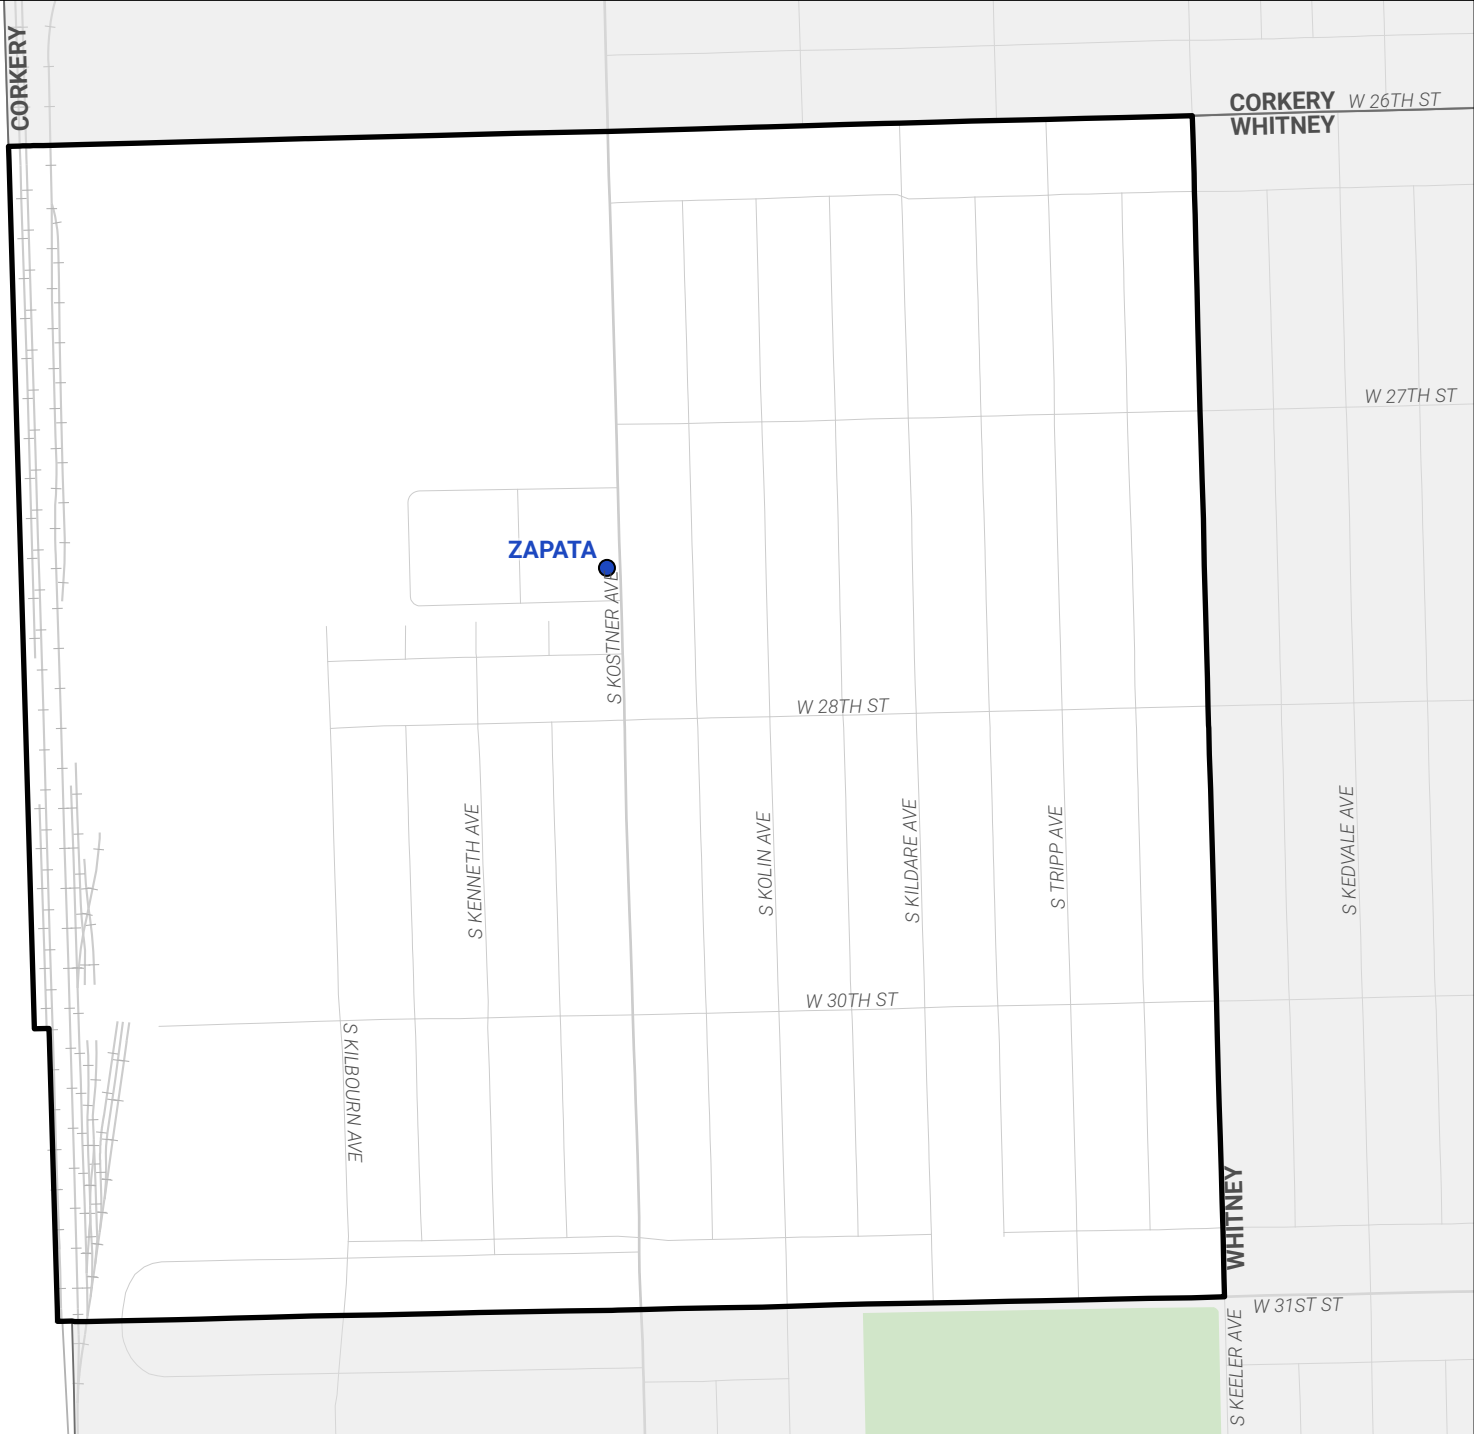 CORKERY
CORKERY
W 26TH ST
WHITNEY
W 27TH ST
ZAPATA
S KOSTNER AVE
W 28TH ST
S KENNETH AVE
S KOLIN AVE
S KILDARE AVE
S TRIPP AVE
S KEDVALE AVE
W 30TH ST
S KILBOURN AVE
WHITNEY
W 31ST ST
S KEELER AVE